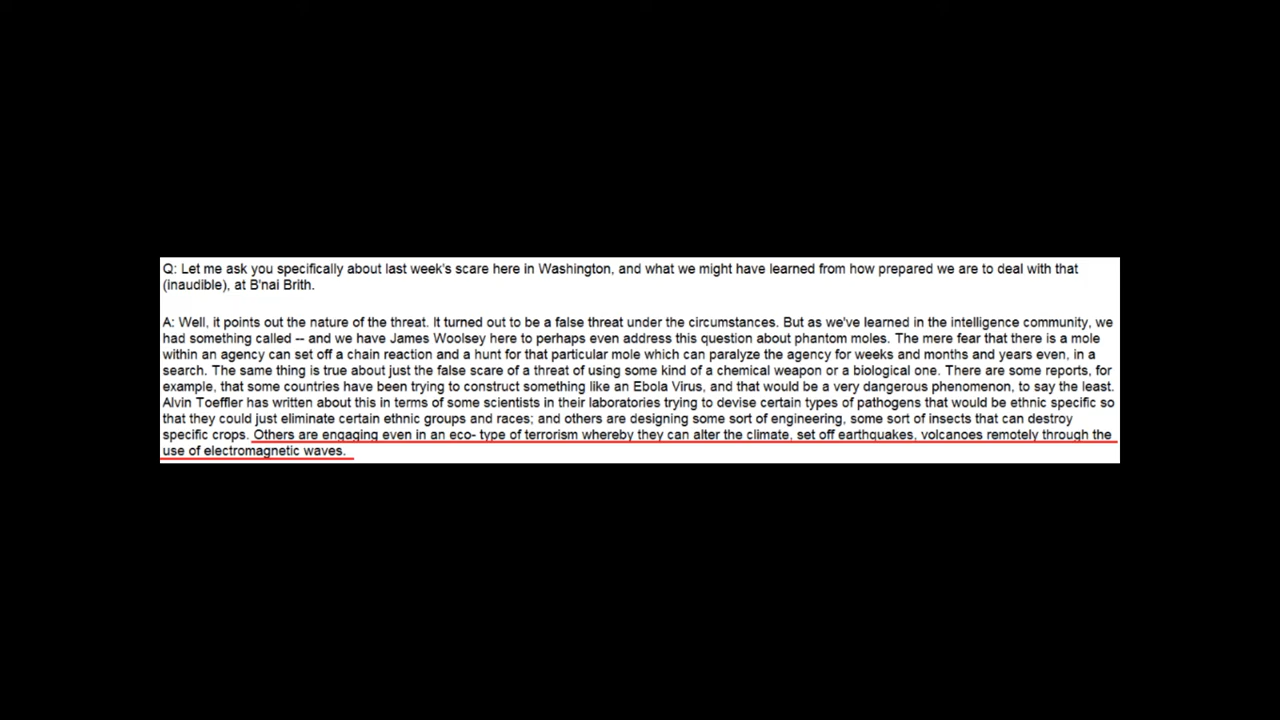 Q: Let me ask you specifically about last week's scare here in Washington, and what we might have learned from how prepared we are to deal with that
(inaudible), at B'nai Brith.
A: Well, it points out the nature of the threat. It turned out to be a false threat under the circumstances. But as we've learned in the intelligence community, we
had something called -- and we have James Woolsey here to perhaps even address this question about phantom moles. The mere fear that there is a mole
within an agency can set off a chain reaction and a hunt for that particular mole which can paralyze the agency for weeks and months and years even, in a
search. The same thing is true about just the false scare of a threat of using some kind of a chemical weapon or a biological one. There are some reports, for
example, that some countries have been trying to construct something like an Ebola Virus, and that would be a very dangerous phenomenon, to say the least.
Alvin Toeffler has written about this in terms of some scientists in their laboratories trying to devise certain types of pathogens that would be ethnic specific so
that they could just eliminate certain ethnic groups and races; and others are designing some sort of engineering, some sort of insects that can destroy
specific crops. Others are engaging even in an eco- type of terrorism whereby they can alter the climate, set off earthquakes, volcanoes remotely through the
use of electromagnetic waves.